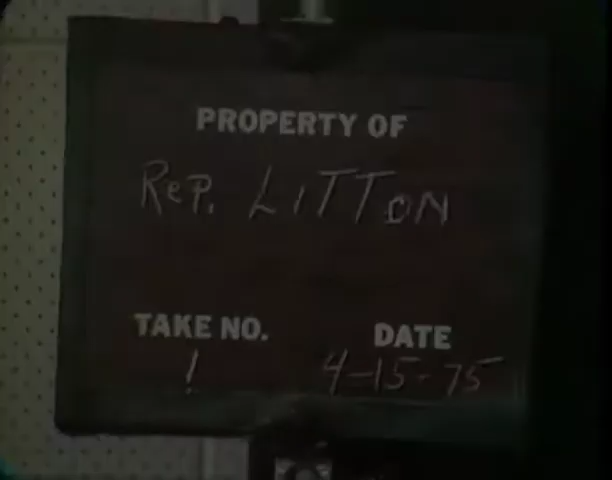 PROPERTY OF
Rep. LITTON
TAKE NO. DATE
1 4-15-75